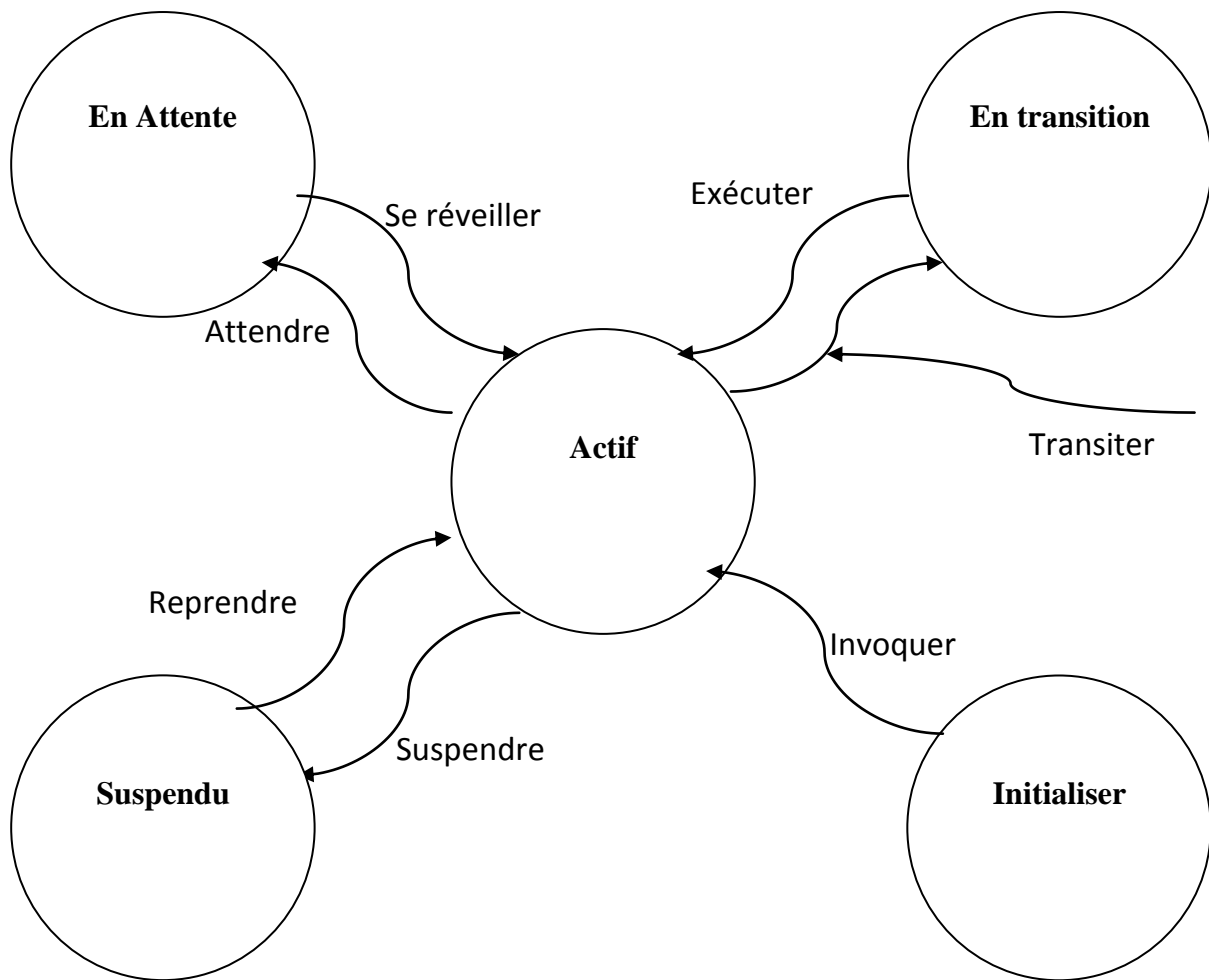 En Attente
En transition
Exécuter
Se réveiller
Attendre
Actif
Transiter
Reprendre
Invoquer
Suspendre
Suspendu
Initialiser